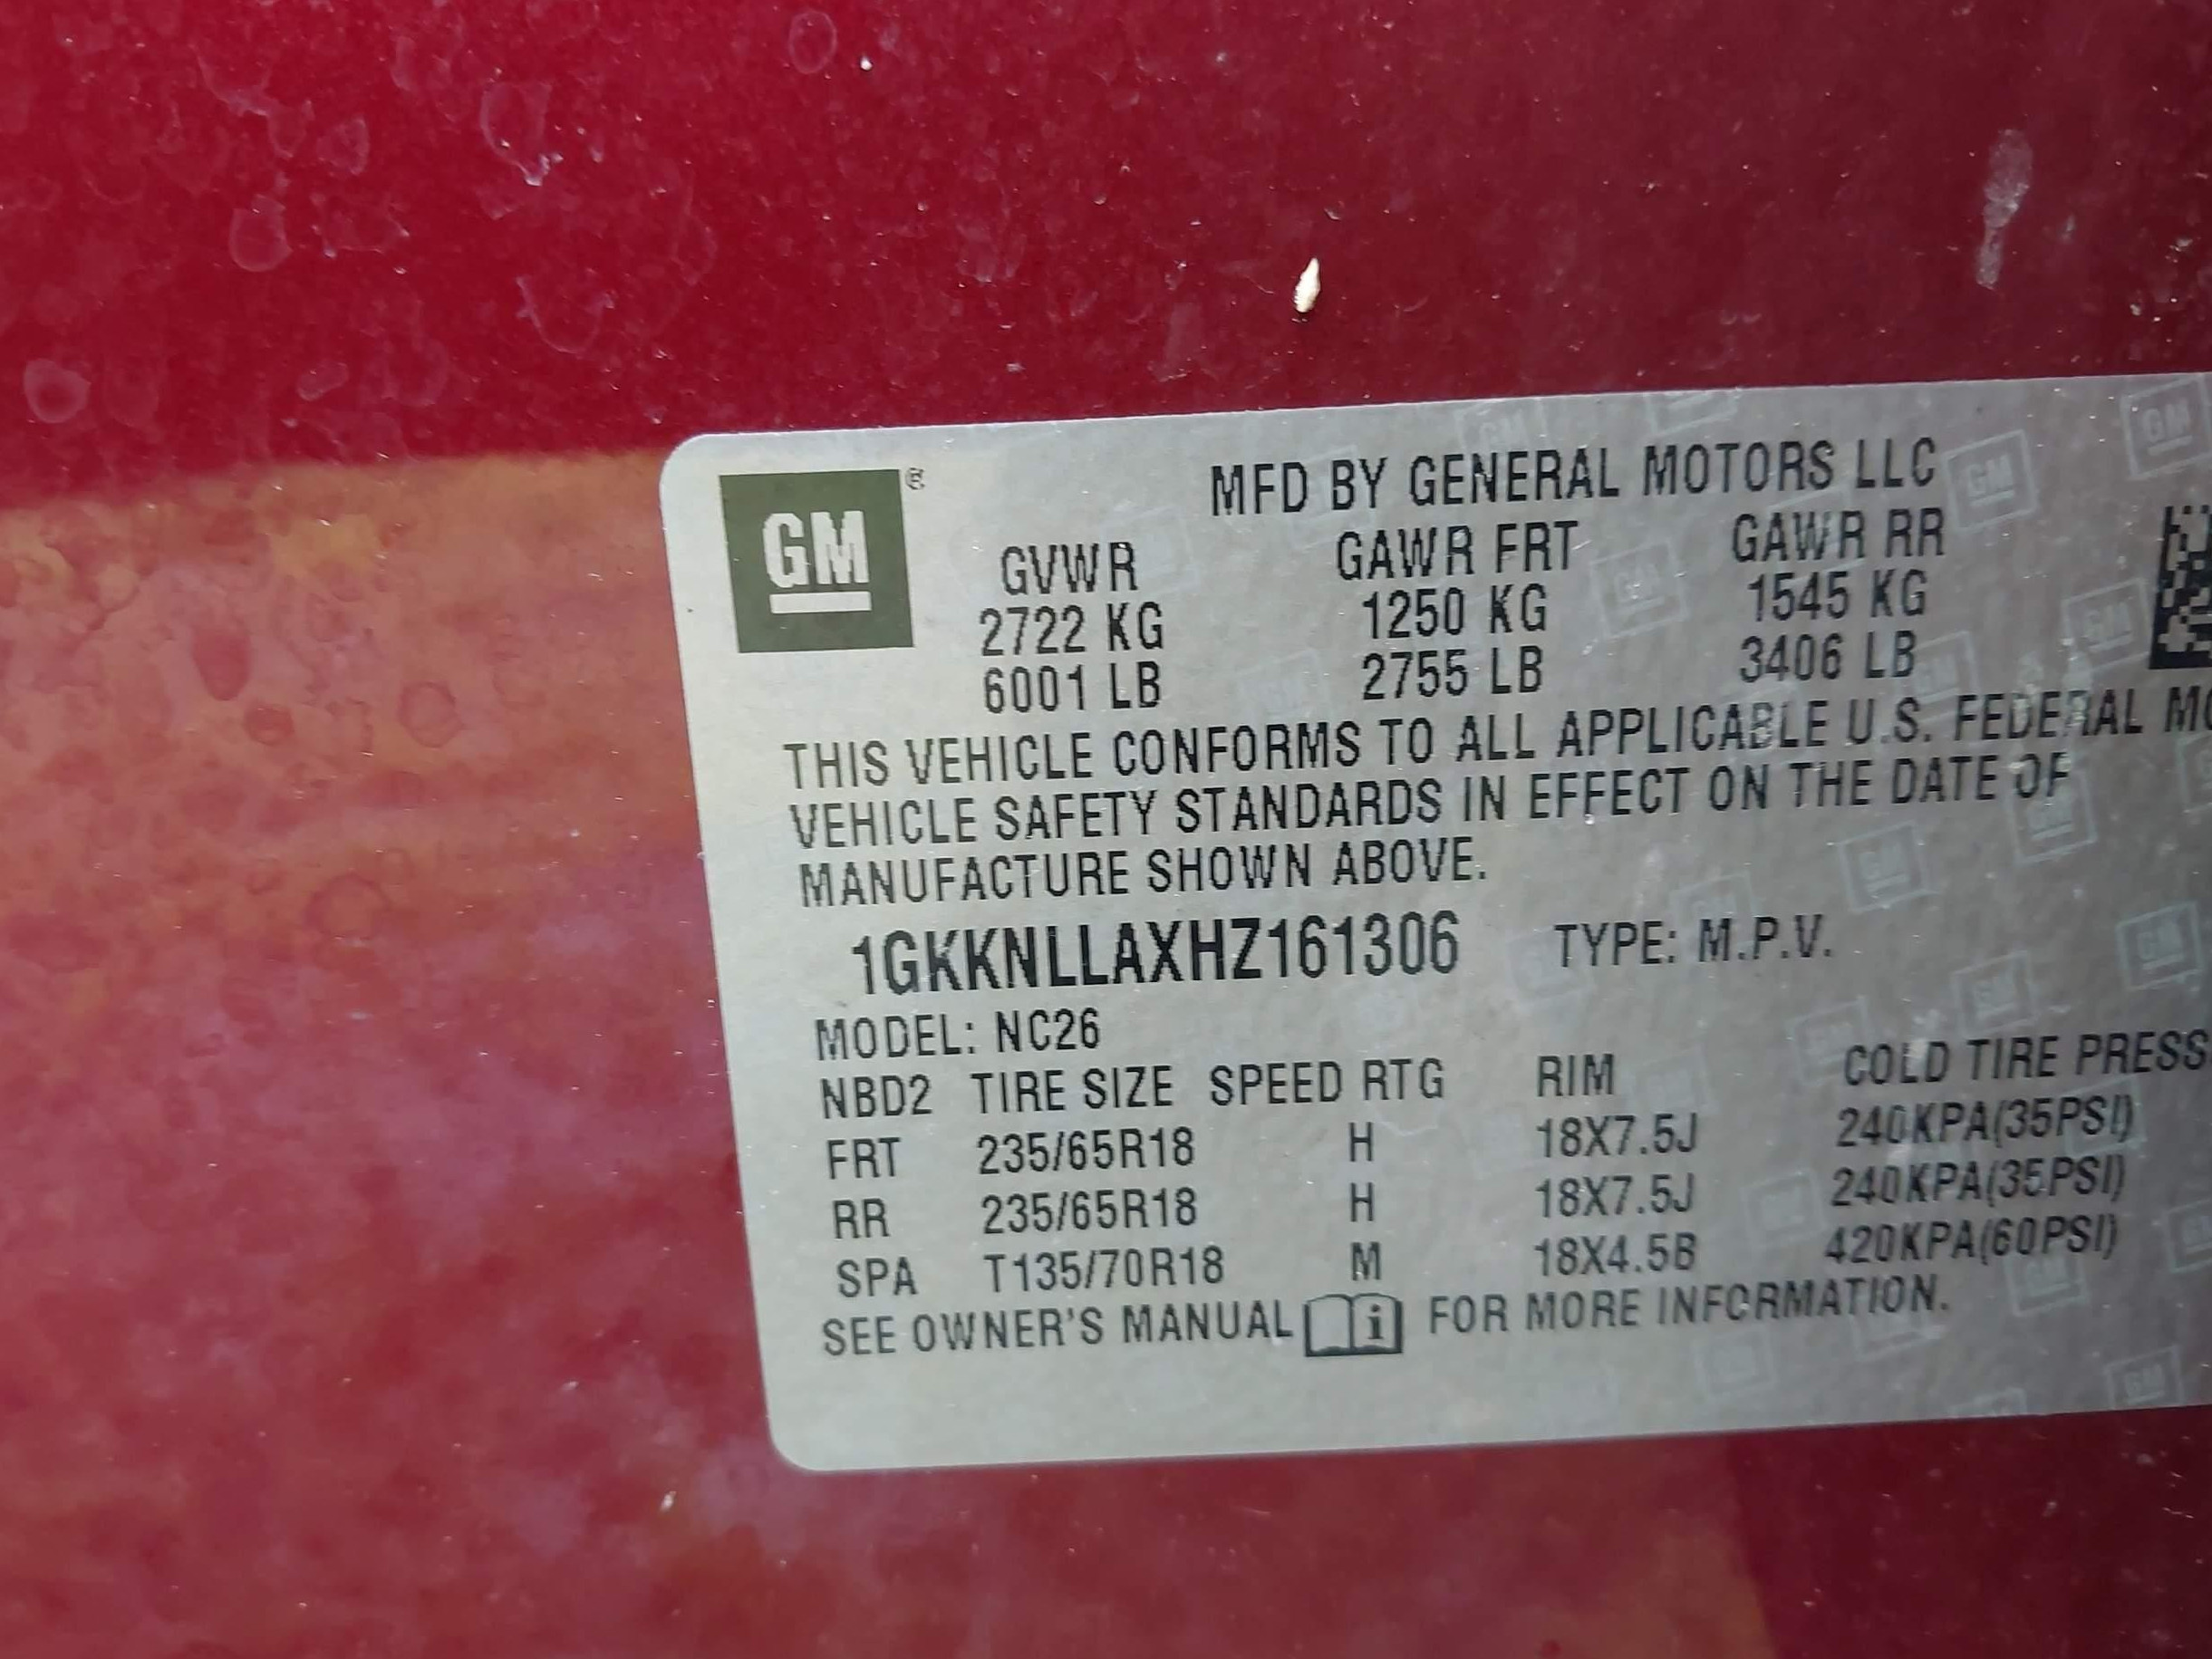 GM ®
MFD BY GENERAL MOTORS LLC
GVWR GAWR FRT GAWR RR
2722 KG 1250 KG 1545 KG
6001 LB 2755 LB 3406 LB
THIS VEHICLE CONFORMS TO ALL APPLICABLE U.S. FEDERAL MO
VEHICLE SAFETY STANDARDS IN EFFECT ON THE DATE OF
MANUFACTURE SHOWN ABOVE.
1GKKNLLAXHZ161306 TYPE: M.P.V.
MODEL: NC26
NBD2 TIRE SIZE SPEED RTG RIM COLD TIRE PRESS
FRT 235/65R18 H 18X7.5J 240KPA(35PSI)
RR 235/65R18 H 18X7.5J 240KPA(35PSI)
SPA T135/70R18 M 18X4.5B 420KPA(60PSI)
SEE OWNER'S MANUAL i FOR MORE INFORMATION.